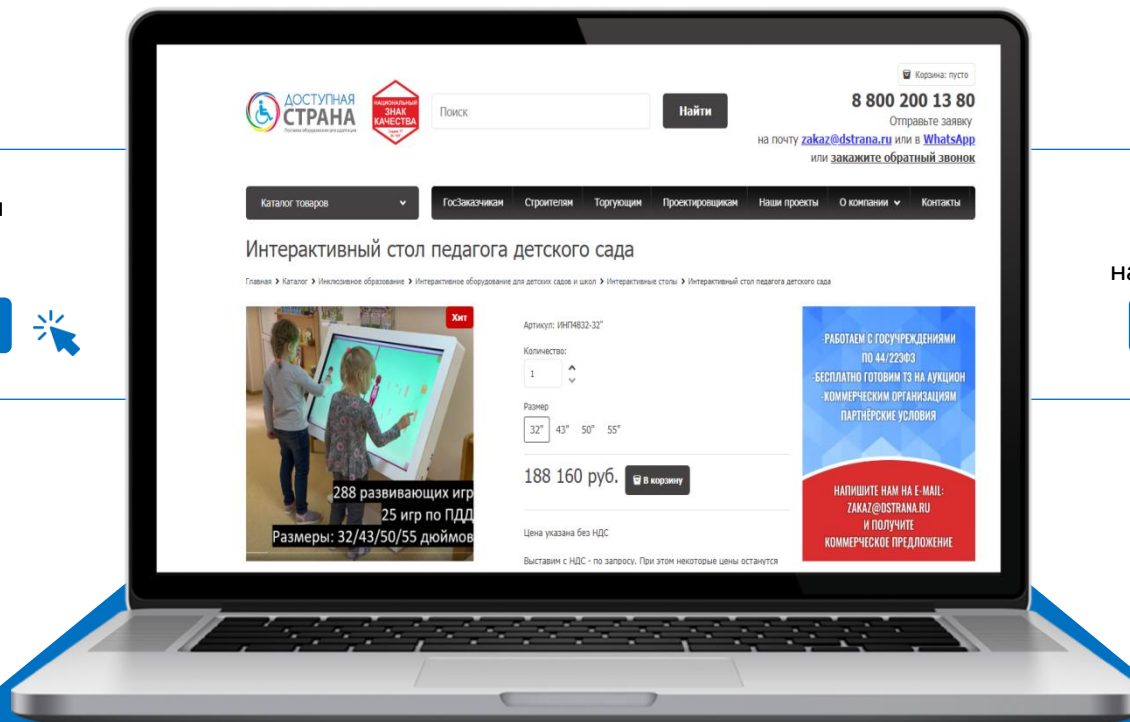 Корзина: пусто
ДОСТУПНАЯ
СТРАНА
НАЦИОНАЛЬНЫЙ
ЗНАК
КАЧЕСТВА
Поиск
Найти
8 800 200 13 80
Отправьте заявку
на почту zakaz@dstrana.ru или в WhatsApp
или закажите обратный звонок
Каталог товаров
ГосЗаказчикам Строителям Торгующим Проектировщикам Наши проекты О компании Контакты
Интерактивный стол педагога детского сада
Главная > Каталог > Инклюзивное образование > Интерактивное оборудование для детских садов и школ > Интерактивные столы > Интерактивный стол педагога детского сада
Хит
288 развивающих игр
25 игр по ПДД
Размеры: 32/43/50/55 дюймов
Артикул: ИНП4832-32"
Количество:
1
Размер
32" 43" 50" 55"
188 160 руб.
В корзину
Цена указана без НДС
Выставим с НДС - по запросу. При этом некоторые цены останутся
-РАБОТАЕМ С ГОСУЧРЕЖДЕНИЯМИ
ПО 44/223ФЗ
-БЕСПЛАТНО ГОТОВИМ ТЗ НА АУКЦИОН
-КОММЕРЧЕСКИМ ОРГАНИЗАЦИЯМ
ПАРТНЁРСКИЕ УСЛОВИЯ
НАПИШИТЕ НАМ НА E-MAIL:
ZAKAZ@DSTRANA.RU
И ПОЛУЧИТЕ
КОММЕРЧЕСКОЕ ПРЕДЛОЖЕНИЕ